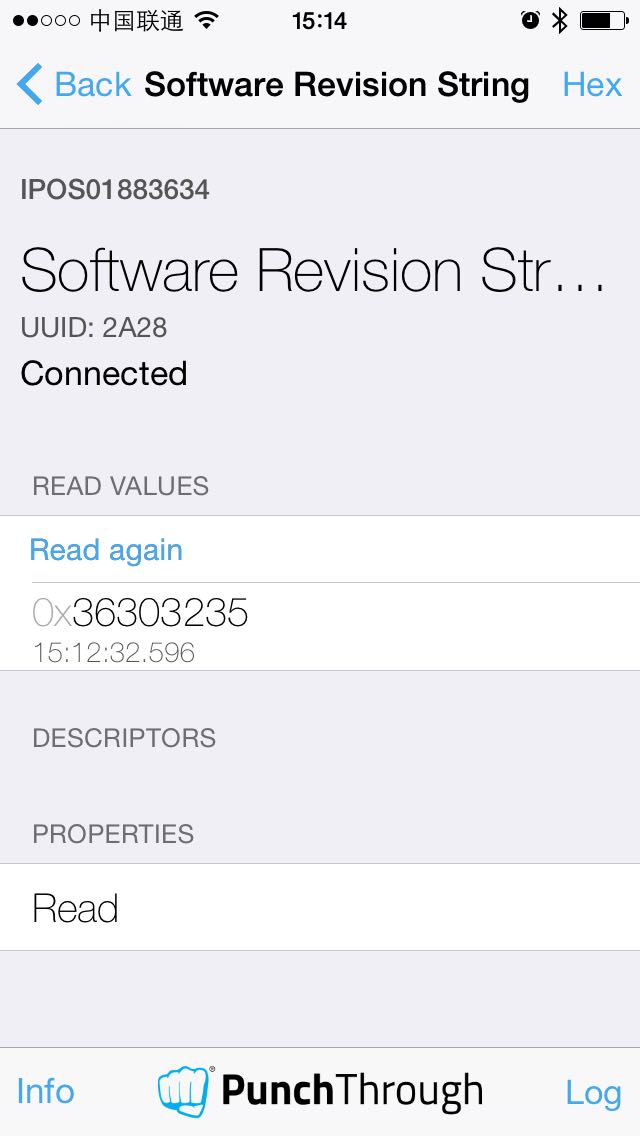 中国联通 15:14
Back Software Revision String Hex
IPOS01883634
Software Revision Str...
UUID: 2A28
Connected
READ VALUES
Read again
0x36303235
15:12:32.596
DESCRIPTORS
PROPERTIES
Read
Info PunchThrough® Log